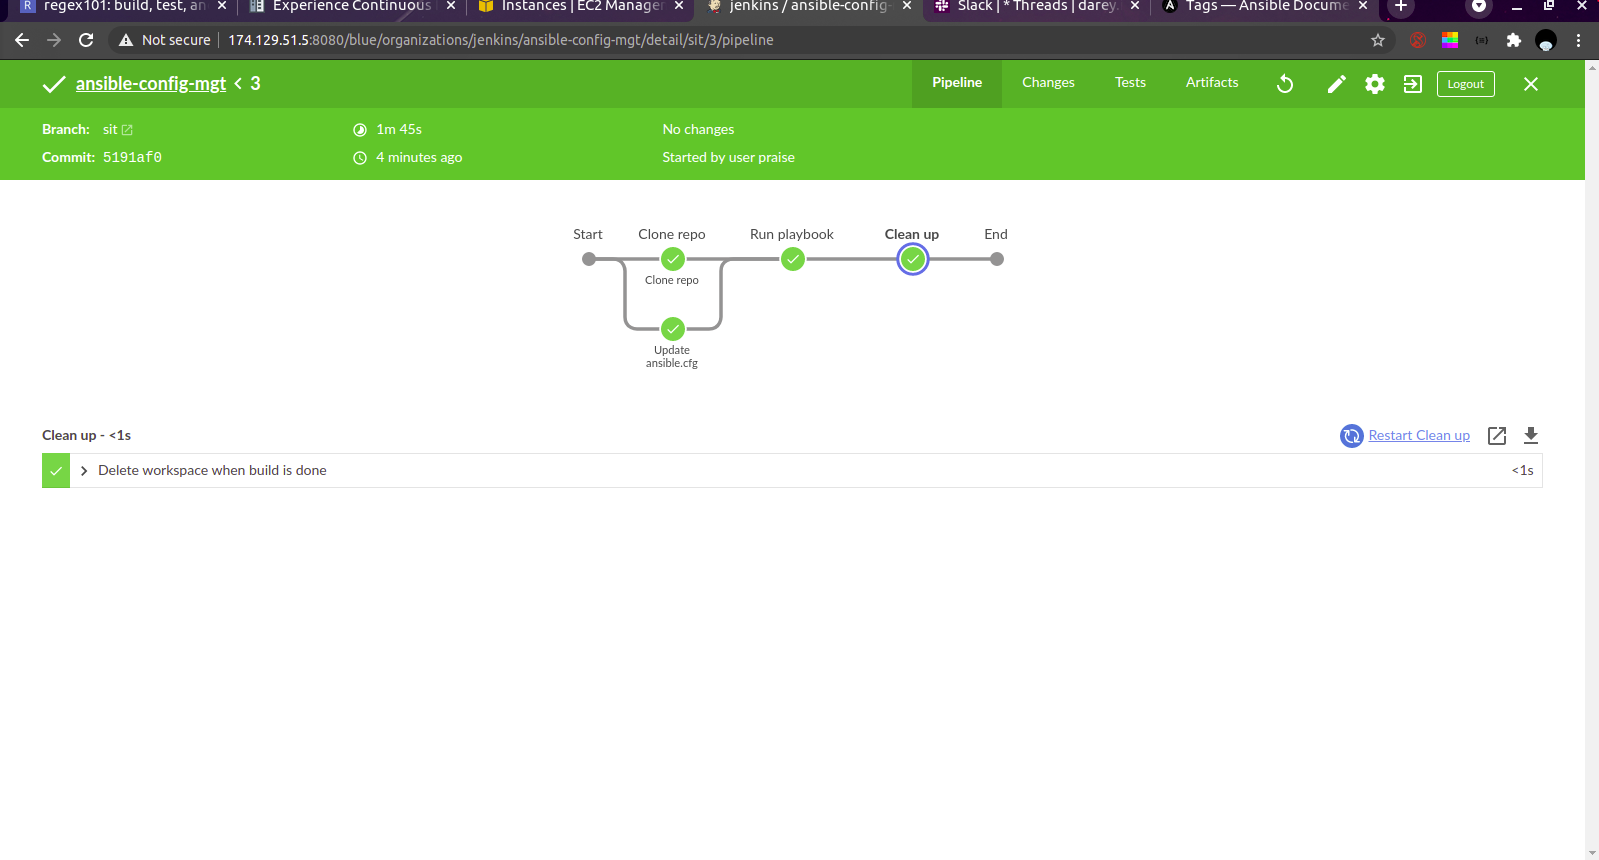 regex101: build, test, an
Experience Continuous
Instances | EC2 Manager
jenkins / ansible-config-
Slack | * Threads | darey.
Tags — Ansible Docume
Not secure | 174.129.51.5:8080/blue/organizations/jenkins/ansible-config-mgt/detail/sit/3/pipeline
ansible-config-mgt < 3
Pipeline
Changes
Tests
Artifacts
Logout
Branch: sit
1m 45s
No changes
Commit: 5191af0
4 minutes ago
Started by user praise
Start
Clone repo
Run playbook
Clean up
End
Clone repo
Update
ansible.cfg
Clean up - <1s
Restart Clean up
Delete workspace when build is done
<1s